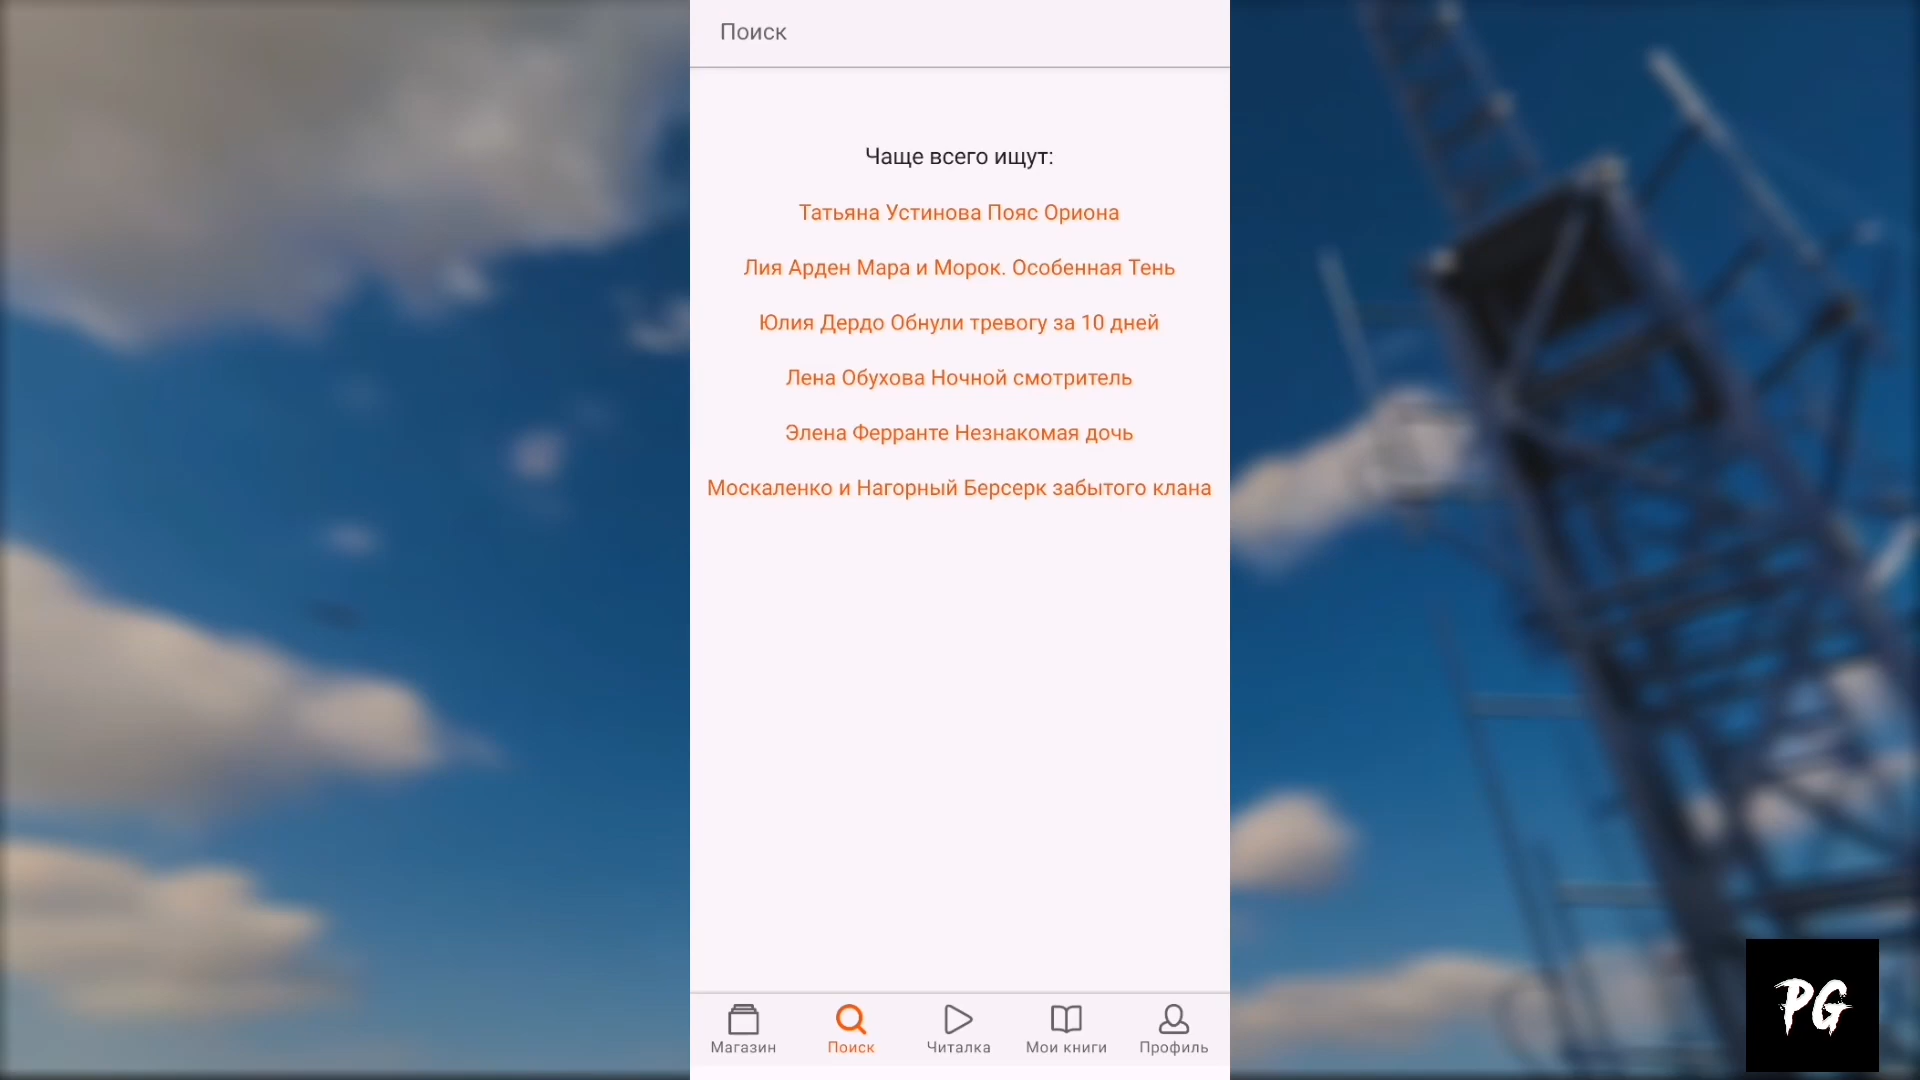 Поиск
Чаще всего ищут:
Татьяна Устинова Пояс Ориона
Лия Арден Мара и Морок. Особенная Тень
Юлия Дердо Обнули тревогу за 10 дней
Лена Обухова Ночной смотритель
Элена Ферранте Незнакомая дочь
Москаленко и Нагорный Берсерк забытого клана
Магазин
Поиск
Читалка
Мои книги
Профиль
PG